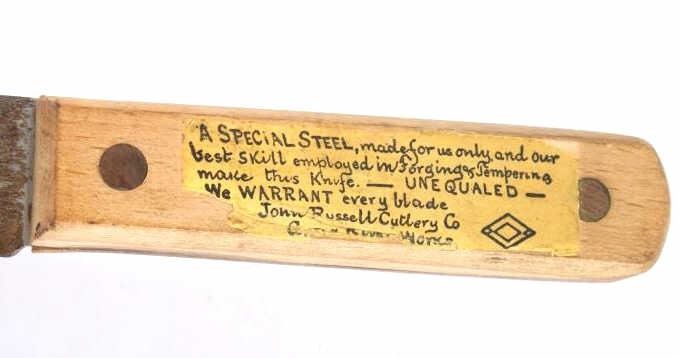 A SPECIAL STEEL, made for us only, and our
best skill employed in Forging & Tempering
make this Knife. — UNEQUALED —
We WARRANT every blade
John Russell Cutlery Co
River Works